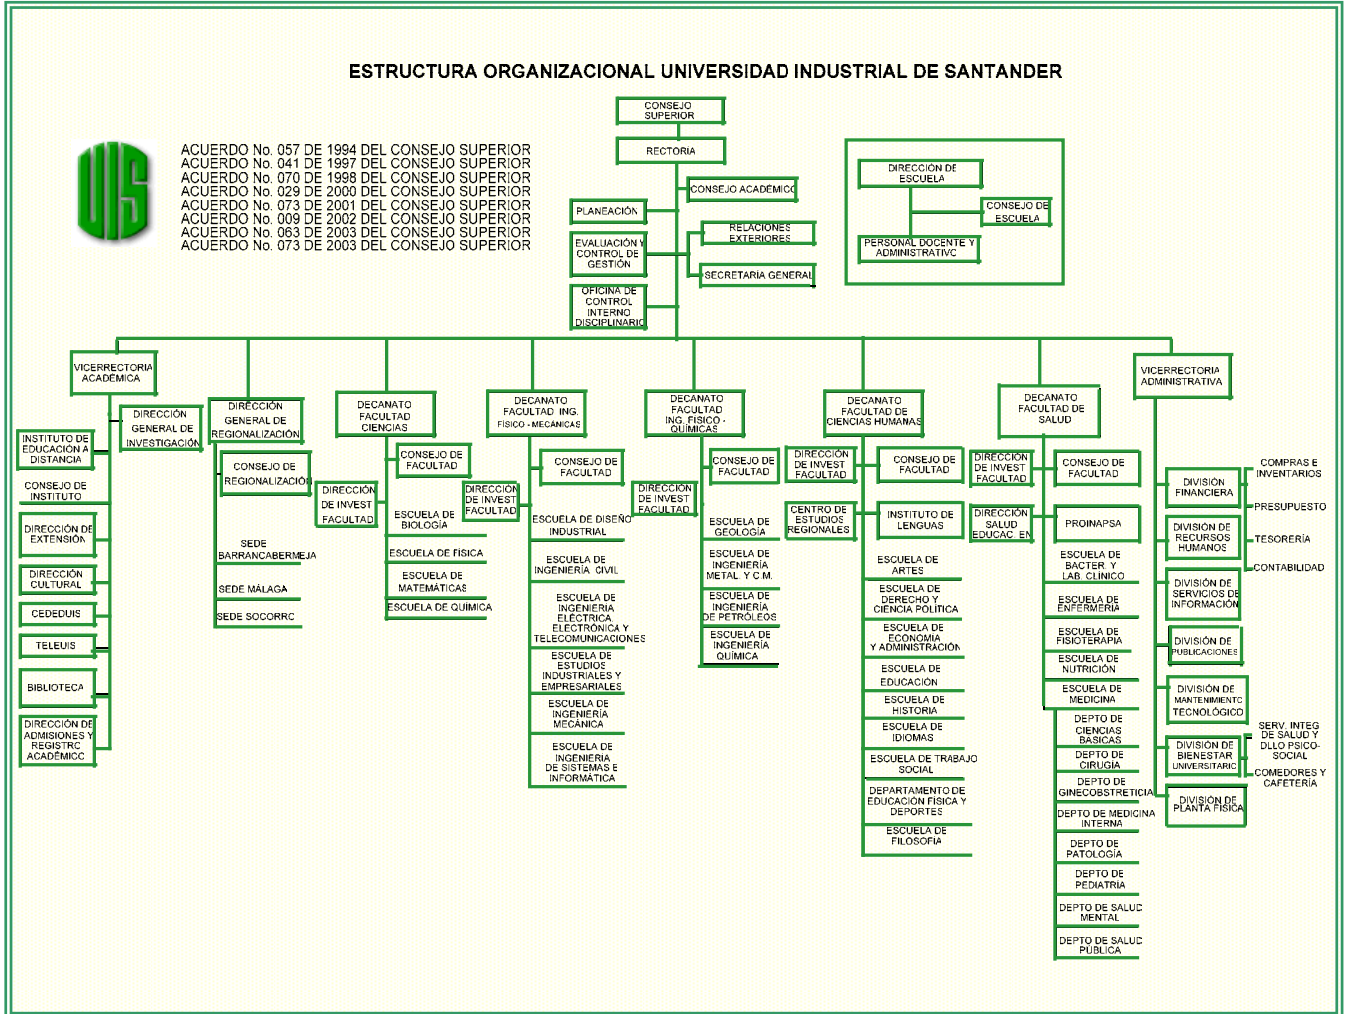 ESTRUCTURA ORGANIZACIONAL UNIVERSIDAD INDUSTRIAL DE SANTANDER
CONSEJO
SUPERIOR
RECTORÍA
UIS
ACUERDO No. 057 DE 1994 DEL CONSEJO SUPERIOR
ACUERDO No. 041 DE 1997 DEL CONSEJO SUPERIOR
ACUERDO No. 070 DE 1998 DEL CONSEJO SUPERIOR
ACUERDO No. 029 DE 2000 DEL CONSEJO SUPERIOR
ACUERDO No. 073 DE 2001 DEL CONSEJO SUPERIOR
ACUERDO No. 009 DE 2002 DEL CONSEJO SUPERIOR
ACUERDO No. 063 DE 2003 DEL CONSEJO SUPERIOR
ACUERDO No. 073 DE 2003 DEL CONSEJO SUPERIOR
CONSEJO ACADÉMICO
PLANEACIÓN
RELACIONES
EXTERIORES
EVALUACIÓN Y
CONTROL DE
GESTIÓN
SECRETARÍA GENERAL
OFICINA DE
CONTROL
INTERNO
DISCIPLINARIO
DIRECCIÓN DE
ESCUELA
CONSEJO DE
ESCUELA
PERSONAL DOCENTE Y
ADMINISTRATIVO
VICERRECTORIA
ACADÉMICA
DIRECCIÓN
GENERAL DE
INVESTIGACIÓN
INSTITUTO DE
EDUCACIÓN A
DISTANCIA
CONSEJO DE
INSTITUTO
DIRECCIÓN DE
EXTENSIÓN
DIRECCIÓN
CULTURAL
CEDEDUIS
TELEUIS
BIBLIOTECA
DIRECCIÓN DE
ADMISIONES Y
REGISTRO
ACADÉMICO
DIRECCIÓN
GENERAL DE
REGIONALIZACIÓN
CONSEJO DE
REGIONALIZACIÓN
SEDE
BARRANCABERMEJA
SEDE MÁLAGA
SEDE SOCORRO
DECANATO
FACULTAD
CIENCIAS
CONSEJO DE
FACULTAD
DIRECCIÓN
DE INVEST
FACULTAD
ESCUELA DE
BIOLOGÍA
ESCUELA DE FÍSICA
ESCUELA DE
MATEMÁTICAS
ESCUELA DE QUÍMICA
DECANATO
FACULTAD ING.
FÍSICO - MECÁNICAS
CONSEJO DE
FACULTAD
DIRECCIÓN
DE INVEST
FACULTAD
ESCUELA DE DISEÑO
INDUSTRIAL
ESCUELA DE
INGENIERÍA CIVIL
ESCUELA DE
INGENIERIA
ELÉCTRICA,
ELECTRÓNICA Y
TELECOMUNICACIONES
ESCUELA DE
ESTUDIOS
INDUSTRIALES Y
EMPRESARIALES
ESCUELA DE
INGENIERÍA
MECÁNICA
ESCUELA DE
INGENIERÍA
DE SISTEMAS E
INFORMÁTICA
DECANATO
FACULTAD
ING. FISICO -
QUÍMICAS
CONSEJO DE
FACULTAD
DIRECCIÓN
DE INVEST
FACULTAD
ESCUELA DE
GEOLOGÍA
ESCUELA DE
INGENIERÍA
METAL. Y C.M.
ESCUELA DE
INGENIERÍA
DE PETRÓLEOS
ESCUELA DE
INGENIERÍA
QUÍMICA
DECANATO
FACULTAD DE
CIENCIAS HUMANAS
DIRECCIÓN
DE INVEST
FACULTAD
CONSEJO DE
FACULTAD
CENTRO DE
ESTUDIOS
REGIONALES
INSTITUTO DE
LENGUAS
ESCUELA DE
ARTES
ESCUELA DE
DERECHO Y
CIENCIA POLÍTICA
ESCUELA DE
ECONOMIA
Y ADMINISTRACIÓN
ESCUELA DE
EDUCACIÓN
ESCUELA DE
HISTORIA
ESCUELA DE
IDIOMAS
ESCUELA DE TRABAJO
SOCIAL
DEPARTAMENTO DE
EDUCACIÓN FÍSICA Y
DEPORTES
ESCUELA DE
FILOSOFÍA
DECANATO
FACULTAD DE
SALUD
DIRECCIÓN
DE INVEST
FACULTAD
CONSEJO DE
FACULTAD
DIRECCIÓN
SALUD
EDUCAC. EN
PROINAPSA
ESCUELA DE
BACTER. Y
LAB. CLÍNICO
ESCUELA DE
ENFERMERIA
ESCUELA DE
FISIOTERAPIA
ESCUELA DE
NUTRICIÓN
ESCUELA DE
MEDICINA
DEPTO DE
CIENCIAS
BASICAS
DEPTO DE
CIRUGIA
DEPTO DE
GINECOBSTRETICIA
DEPTO DE MEDICINA
INTERNA
DEPTO DE
PATOLOGÍA
DEPTO DE
PEDIATRÍA
DEPTO DE SALUD
MENTAL
DEPTO DE SALUD
PÚBLICA
VICERRECTORIA
ADMINISTRATIVA
DIVISIÓN
FINANCIERA
COMPRAS E
INVENTARIOS
PRESUPUESTO
TESORERÍA
CONTABILIDAD
DIVISIÓN DE
RECURSOS
HUMANOS
DIVISIÓN DE
SERVICIOS DE
INFORMACIÓN
DIVISIÓN DE
PUBLICACIONES
DIVISIÓN DE
MANTENIMIENTO
TECNOLÓGICO
DIVISIÓN DE
BIENESTAR
UNIVERSITARIO
SERV. INTEG
DE SALUD Y
DLLO PSICO-
SOCIAL
COMEDORES Y
CAFETERÍA
DIVISIÓN DE
PLANTA FÍSICA